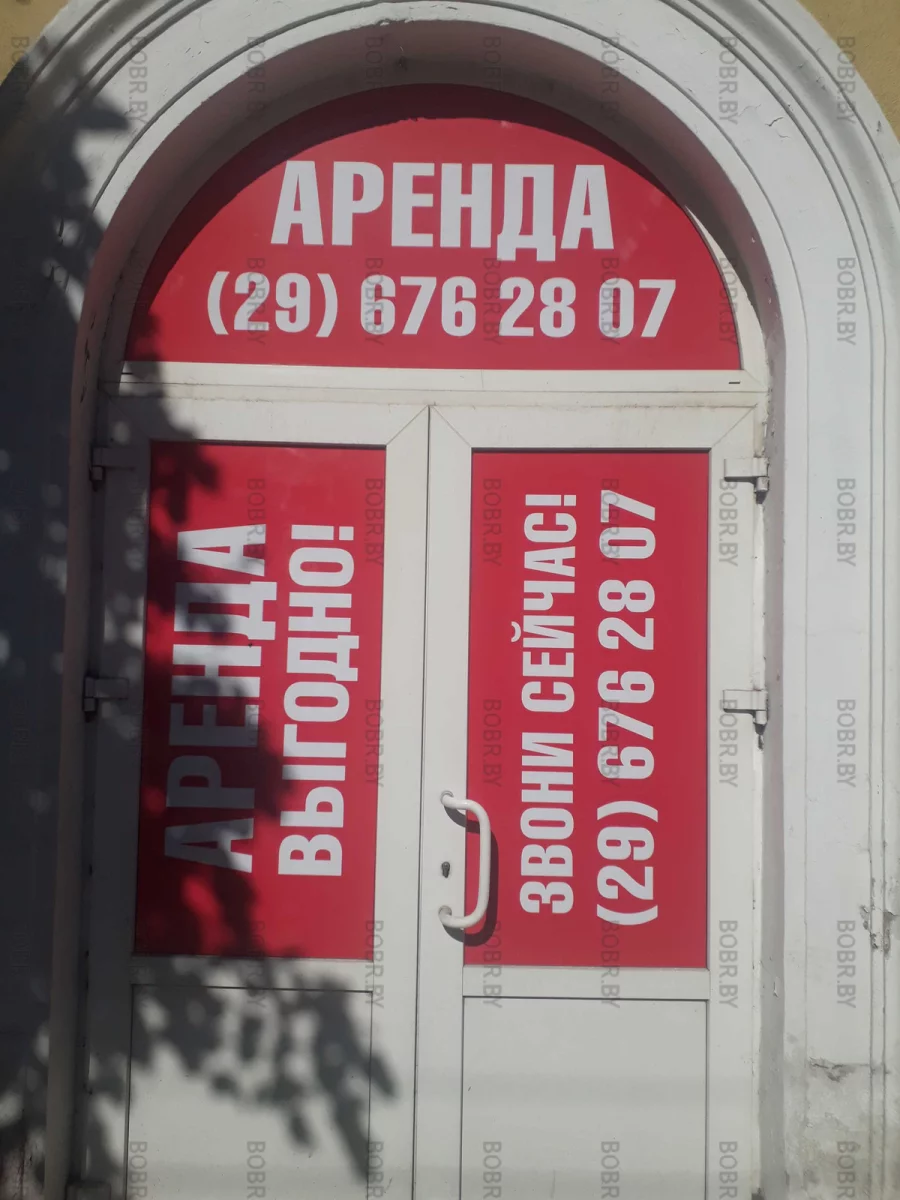 АРЕНДА
(29) 676 28 07
АРЕНДА
ВЫГОДНО!
ЗВОНИ СЕЙЧАС!
(29) 676 28 07
BOBR.BY